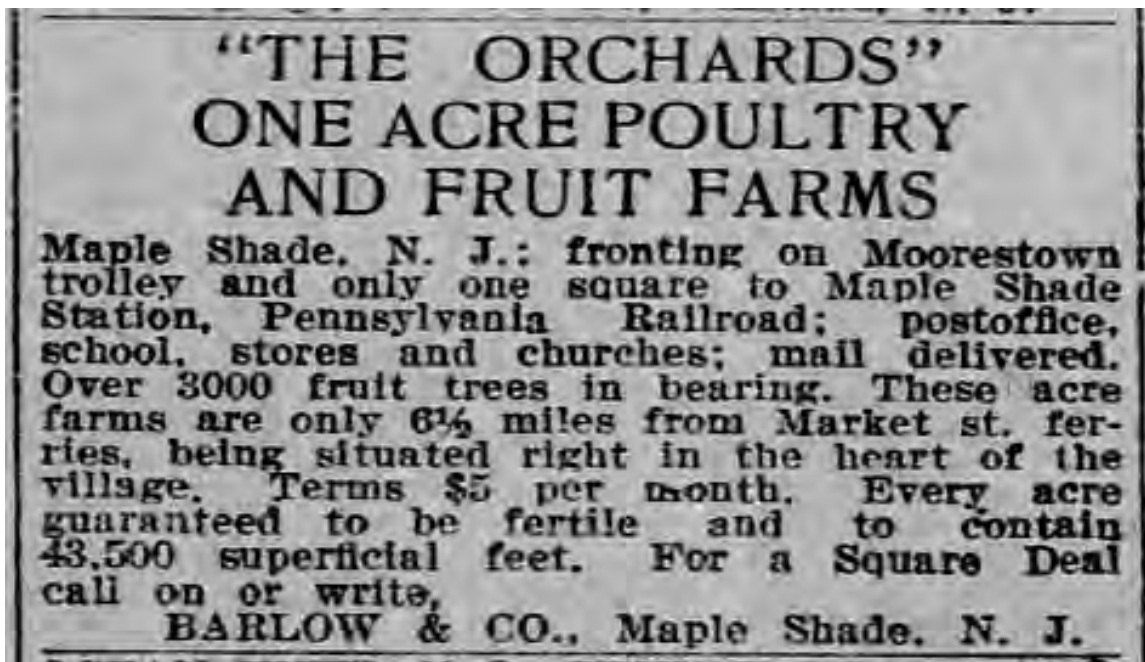 “THE ORCHARDS”
ONE ACRE POULTRY
AND FRUIT FARMS
Maple Shade, N. J.; fronting on Moorestown
trolley and only one square to Maple Shade
Station, Pennsylvania Railroad; postoffice,
school, stores and churches; mail delivered.
Over 3000 fruit trees in bearing. These acre
farms are only 6½ miles from Market st. fer-
ries, being situated right in the heart of the
village. Terms $5 per month. Every acre
guaranteed to be fertile and to contain
43,500 superficial feet. For a Square Deal
call on or write,
BARLOW & CO., Maple Shade, N. J.